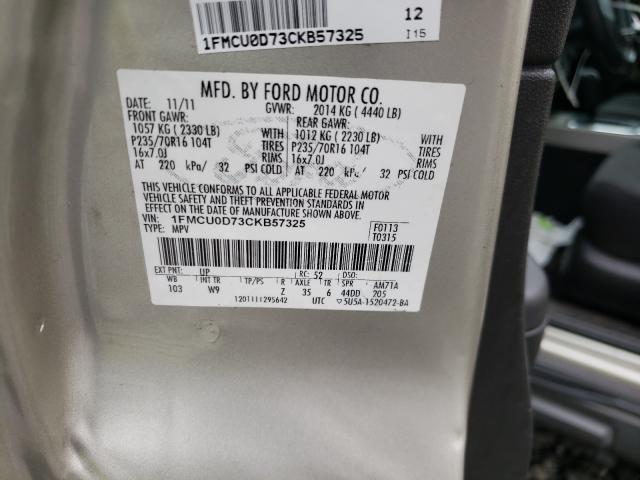 12
1FMCU0D73CKB57325
I15
MFD. BY FORD MOTOR CO.
DATE: 11/11 GVWR: 2014 KG ( 4440 LB)
FRONT GAWR: REAR GAWR:
1057 KG ( 2330 LB) WITH 1012 KG ( 2230 LB) WITH
P235/70R16 104T TIRES P235/70R16 104T TIRES
16x7.0J RIMS 16x7.0J RIMS
AT 220 kPa/ 32 PSI COLD AT 220 kPa/ 32 PSI COLD
THIS VEHICLE CONFORMS TO ALL APPLICABLE FEDERAL MOTOR
VEHICLE SAFETY AND THEFT PREVENTION STANDARDS IN
EFFECT ON THE DATE OF MANUFACTURE SHOWN ABOVE.
VIN: 1FMCU0D73CKB57325 F0113
TYPE: MPV T0315
EXT PNT: UP RC: 52 DSO:
WB INT TR TP/PS R AXLE TR SPR AM71A
103 W9 Z 35 6 44DD 205
1201111295642 UTC ▽5U5A-1520472-BA